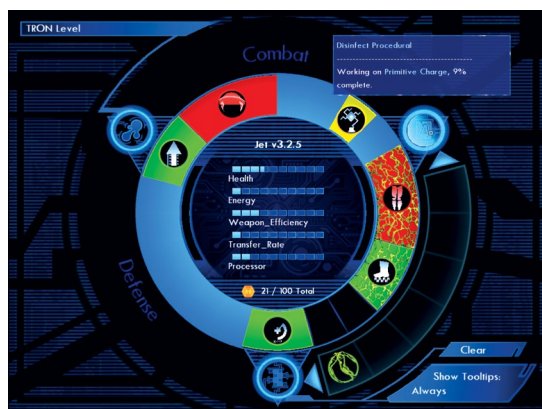 TRON Level
Combat
Disinfect Procedural
Working on Primitive Charge, 9%
complete.
Jet v3.2.5
Health
Energy
Weapon_Efficiency
Transfer_Rate
Processor
21 / 100 Total
Defense
Clear
Show Tooltips:
Always